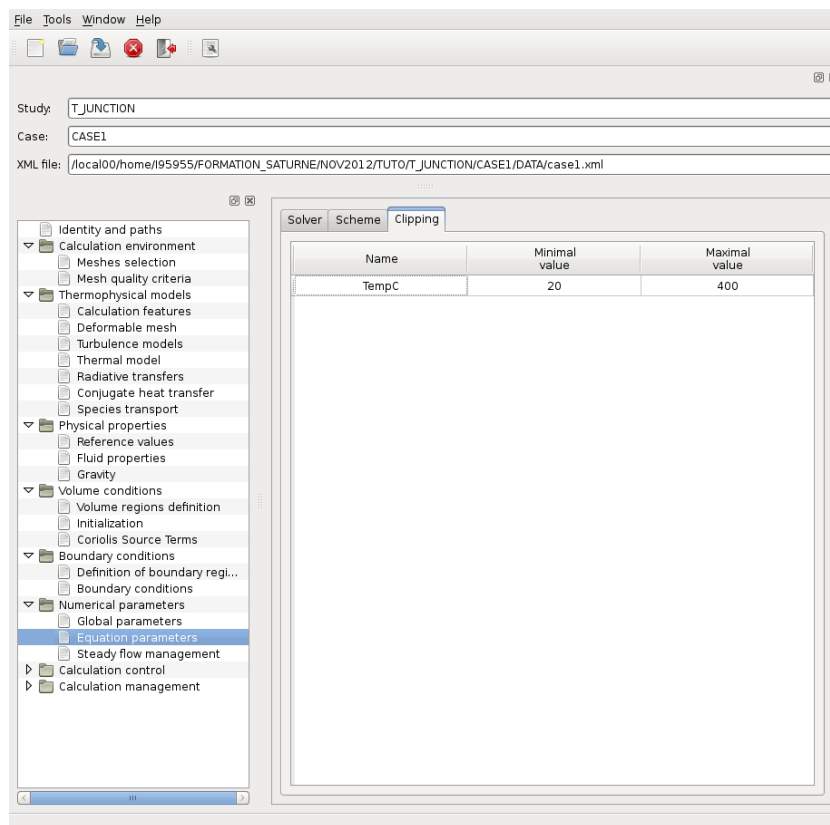 File Tools Window Help
Study: T_JUNCTION
Case: CASE1
XML file: /local00/home/I95955/FORMATION_SATURNE/NOV2012/TUTO/T_JUNCTION/CASE1/DATA/case1.xml
Identity and paths
Calculation environment
Meshes selection
Mesh quality criteria
Thermophysical models
Calculation features
Deformable mesh
Turbulence models
Thermal model
Radiative transfers
Conjugate heat transfer
Species transport
Physical properties
Reference values
Fluid properties
Gravity
Volume conditions
Volume regions definition
Initialization
Coriolis Source Terms
Boundary conditions
Definition of boundary regi...
Boundary conditions
Numerical parameters
Global parameters
Equation parameters
Steady flow management
Calculation control
Calculation management
Solver Scheme Clipping
Name Minimal value Maximal value
TempC 20 400